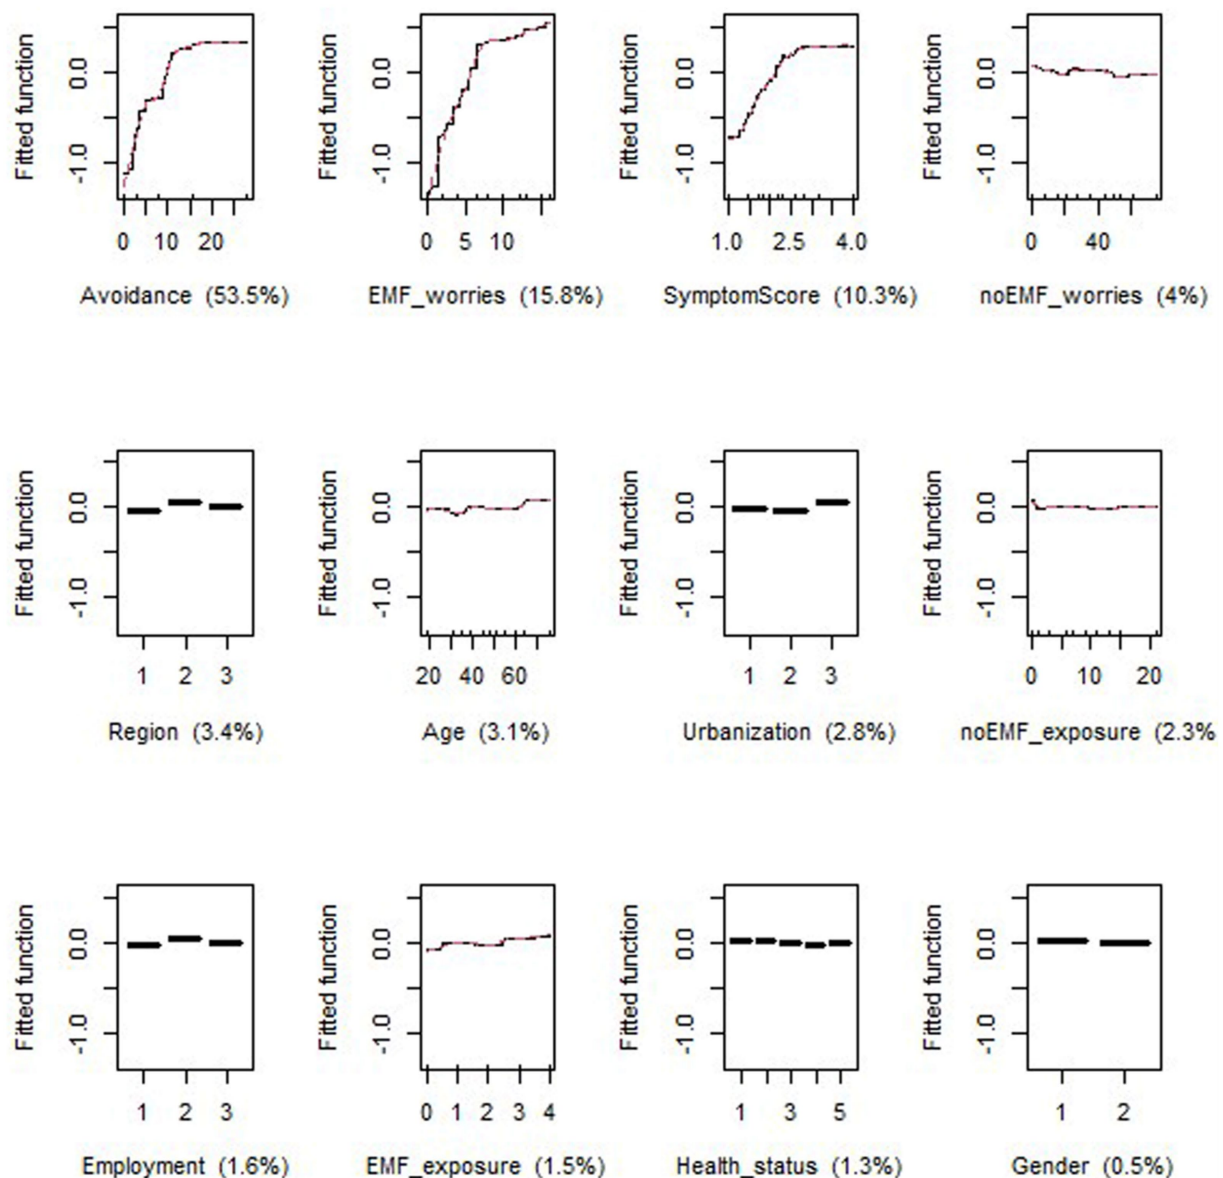 Fitted function 0.0 -1.0 0 10 20 Avoidance (53.5%)
Fitted function 0.0 -1.0 0 5 10 EMF_worries (15.8%)
Fitted function 0.0 -1.0 1.0 2.5 4.0 SymptomScore (10.3%)
Fitted function 0.0 -1.0 0 40 noEMF_worries (4%)
Fitted function 0.0 -1.0 1 2 3 Region (3.4%)
Fitted function 0.0 -1.0 20 40 60 Age (3.1%)
Fitted function 0.0 -1.0 1 2 3 Urbanization (2.8%)
Fitted function 0.0 -1.0 0 10 20 noEMF_exposure (2.3%
Fitted function 0.0 -1.0 1 2 3 Employment (1.6%)
Fitted function 0.0 -1.0 0 1 2 3 4 EMF_exposure (1.5%)
Fitted function 0.0 -1.0 1 3 5 Health_status (1.3%)
Fitted function 0.0 -1.0 1 2 Gender (0.5%)